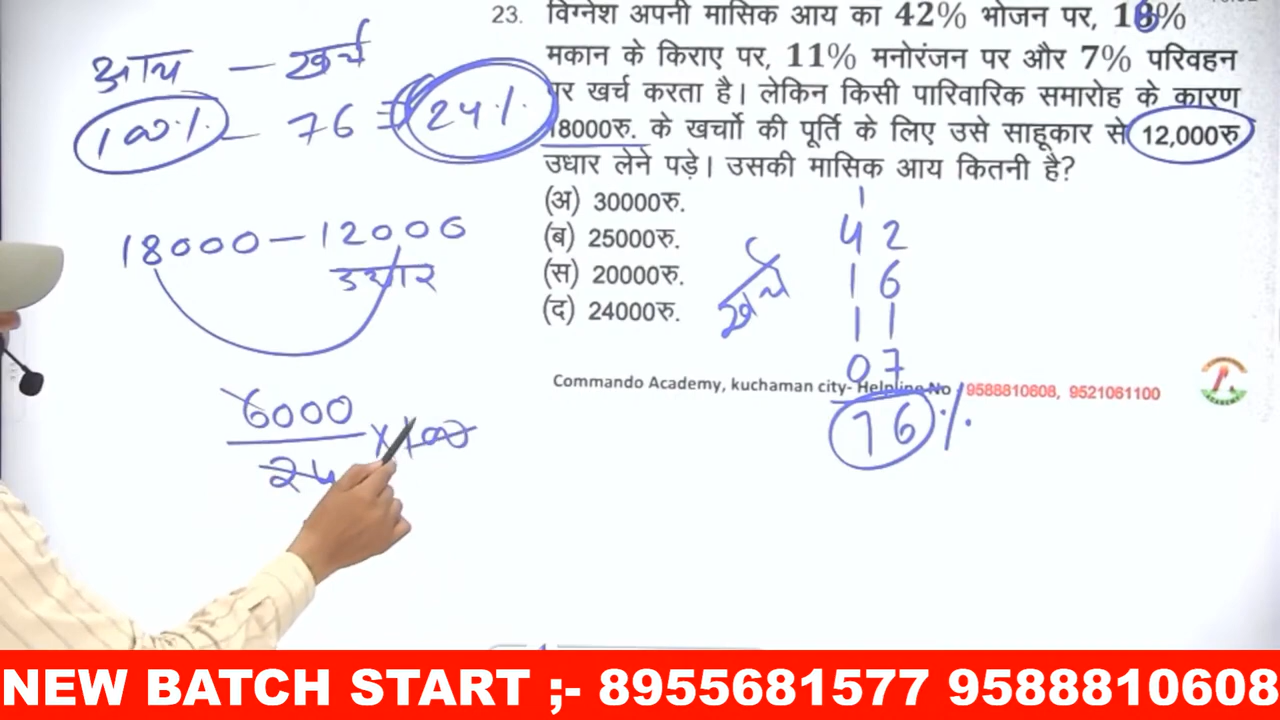 23. विग्नेश अपनी मासिक आय का 42% भोजन पर, 16%
मकान के किराए पर, 11% मनोरंजन पर और 7% परिवहन
पर खर्च करता है। लेकिन किसी पारिवारिक समारोह के कारण
18000रु. के खर्चाो की पूर्ति के लिए उसे साहूकार से 12,000रु
उधार लेने पड़े। उसकी मासिक आय कितनी है?
(अ) 30000रु.
(ब) 25000रु.
(स) 20000रु.
(द) 24000रु.
आय — खर्च
100% – 76 = 24%
18000 — 12000
उधार
6000
24
×100
खर्च
1
42
16
11
07
76%
Commando Academy, kuchaman city- Helpline No 9588810608, 9521061100
ACADEMY
NEW BATCH START ;- 8955681577 9588810608